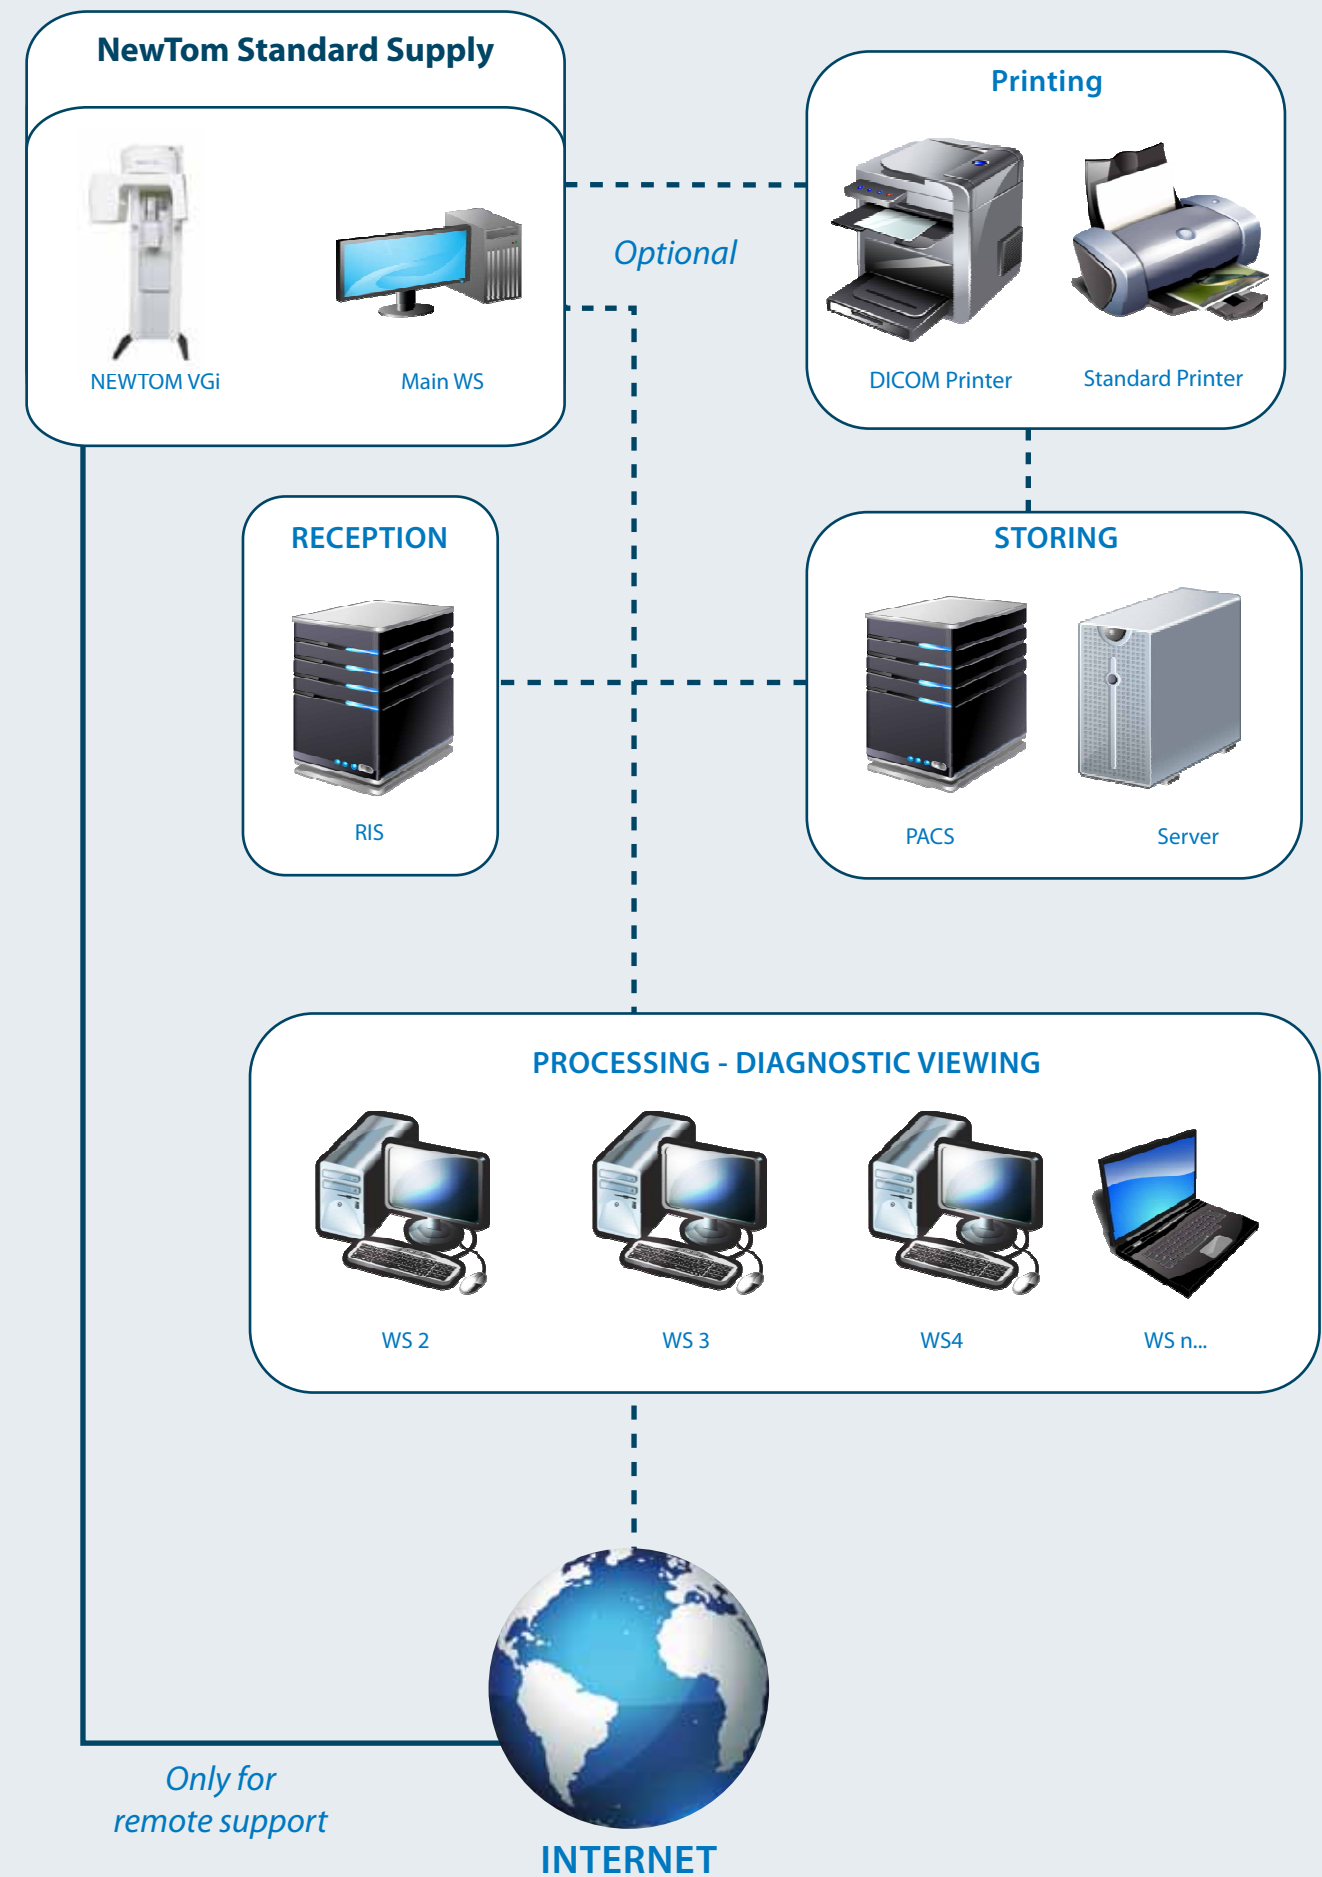 NewTom Standard Supply
NEWTOM VGi
Main WS
Optional
Printing
DICOM Printer
Standard Printer
RECEPTION
RIS
STORING
PACS
Server
PROCESSING - DIAGNOSTIC VIEWING
WS 2
WS 3
WS4
WS n...
Only for
remote support
INTERNET